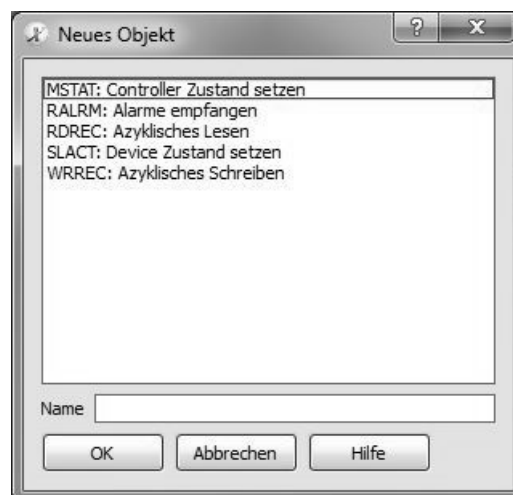 Neues Objekt
MSTAT: Controller Zustand setzen
RALRM: Alarme empfangen
RDREC: Azyklisches Lesen
SLACT: Device Zustand setzen
WRREC: Azyklisches Schreiben
Name
OK Abbrechen Hilfe